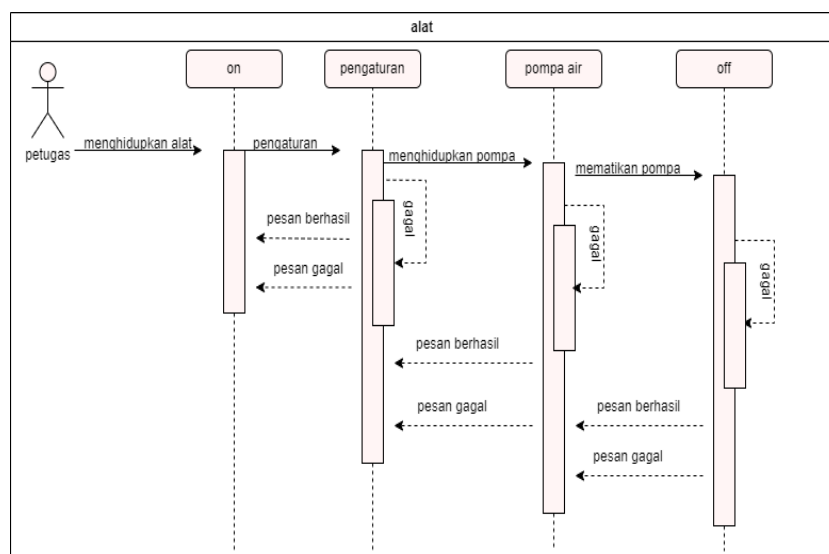 alat
on
pengaturan
pompa air
off
petugas
menghidupkan alat
pengaturan
menghidupkan pompa
mematikan pompa
gagal
gagal
gagal
pesan berhasil
pesan gagal
pesan berhasil
pesan gagal
pesan berhasil
pesan gagal